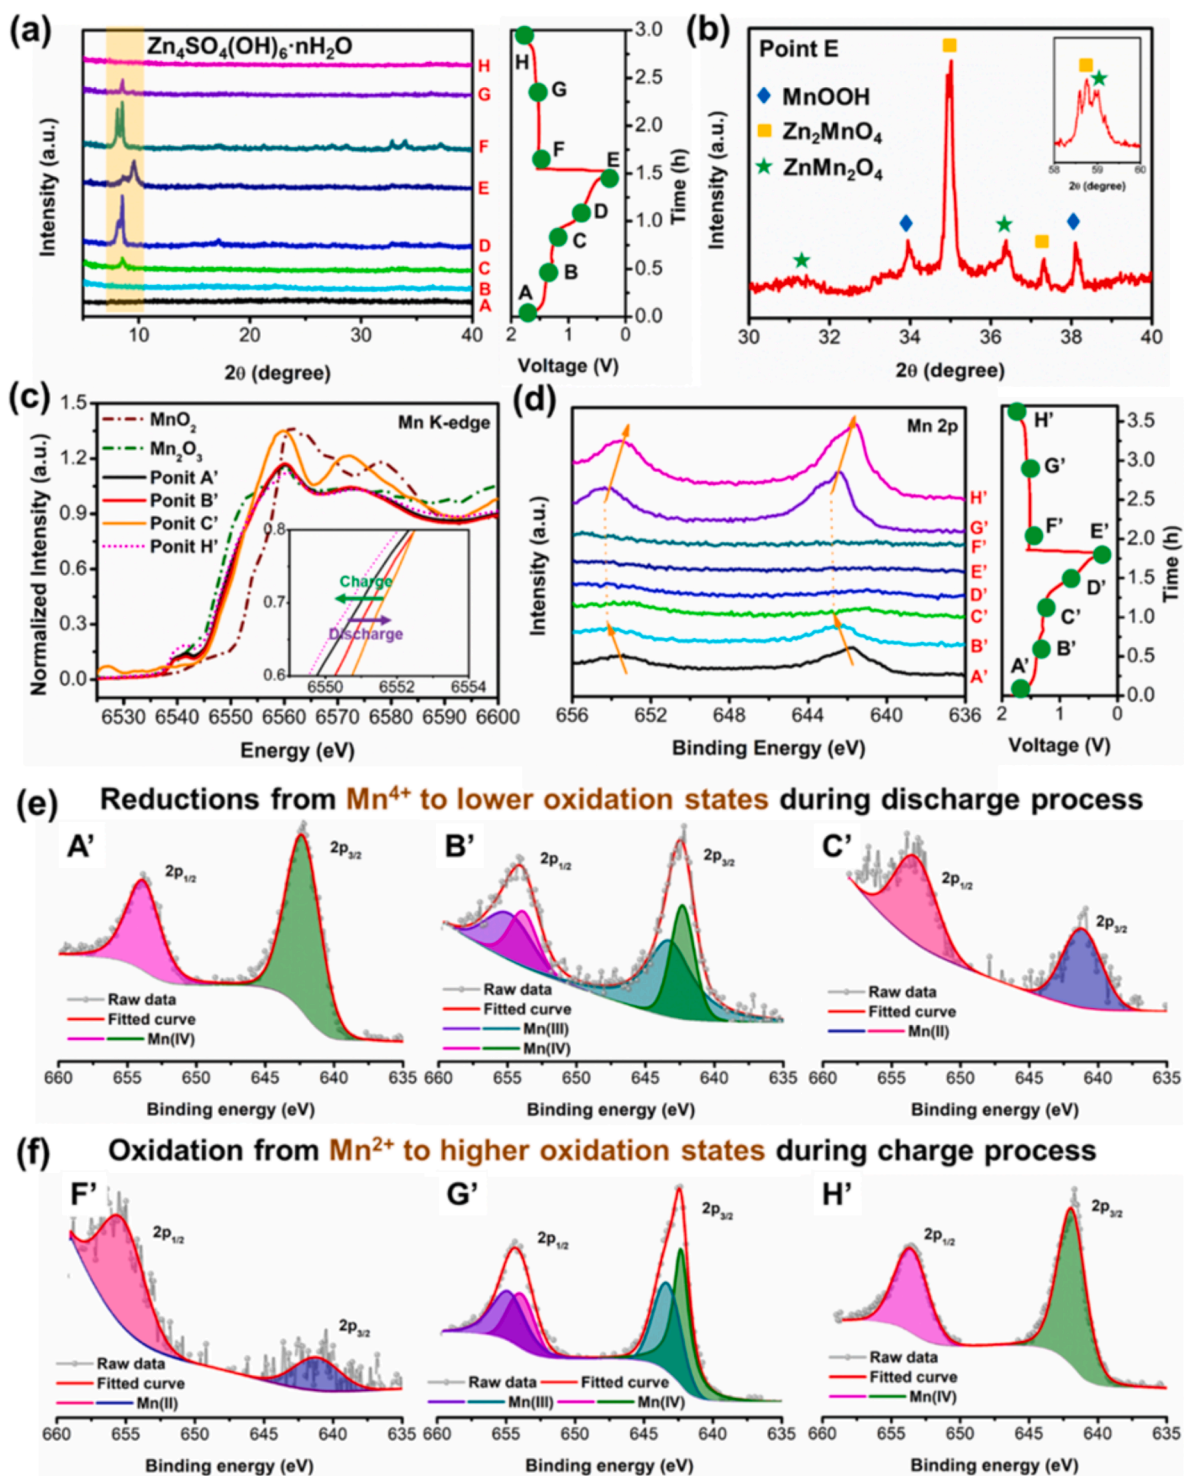 (a)
Zn4SO4(OH)6·nH2O
Intensity (a.u.)
H
G
F
E
D
C
B
A
10
20
30
40
2θ (degree)
H
G
F
E
D
C
B
A
2
1
0
Voltage (V)
3.0
2.5
2.0
1.5
1.0
0.5
0.0
Time (h)
(b)
Point E
MnOOH
Zn2MnO4
ZnMn2O4
Intensity (a.u.)
58
59
60
2θ (degree)
30
32
34
36
38
40
2θ (degree)
(c)
Mn K-edge
MnO2
Mn2O3
Ponit A’
Ponit B’
Ponit C’
Ponit H’
Normalized Intensity (a.u.)
1.5
1.2
0.9
0.6
0.3
0.0
0.8
0.7
0.6
Charge
Discharge
6550
6552
6554
6530
6540
6550
6560
6570
6580
6590
6600
Energy (eV)
(d)
Mn 2p
Intensity (a.u.)
H’
G’
F’
E’
D’
C’
B’
A’
656
652
648
644
640
636
Binding Energy (eV)
H’
G’
F’
E’
D’
C’
B’
A’
2
1
0
Voltage (V)
3.5
3.0
2.5
2.0
1.5
1.0
0.5
0.0
Time (h)
(e)
Reductions from Mn4+ to lower oxidation states during discharge process
A’
2p1/2
2p3/2
Raw data
Fitted curve
Mn(IV)
660
655
650
645
640
635
Binding energy (eV)
B’
2p1/2
2p3/2
Raw data
Fitted curve
Mn(III)
Mn(IV)
660
655
650
645
640
635
Binding energy (eV)
C’
2p1/2
2p3/2
Raw data
Fitted curve
Mn(II)
660
655
650
645
640
635
Binding energy (eV)
(f)
Oxidation from Mn2+ to higher oxidation states during charge process
F’
2p1/2
2p3/2
Raw data
Fitted curve
Mn(II)
660
655
650
645
640
635
Binding energy (eV)
G’
2p1/2
2p3/2
Raw data
Fitted curve
Mn(III)
Mn(IV)
660
655
650
645
640
635
Binding energy (eV)
H’
2p1/2
2p3/2
Raw data
Fitted curve
Mn(IV)
660
655
650
645
640
635
Binding energy (eV)